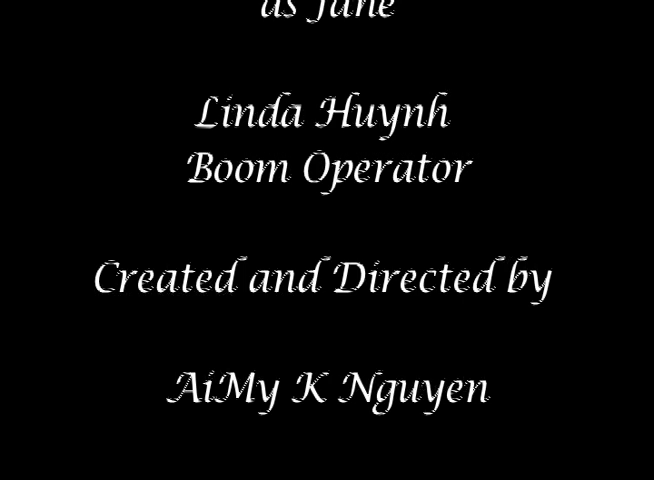 as Jane
Linda Huynh
Boom Operator
Created and Directed by
AiMy K Nguyen